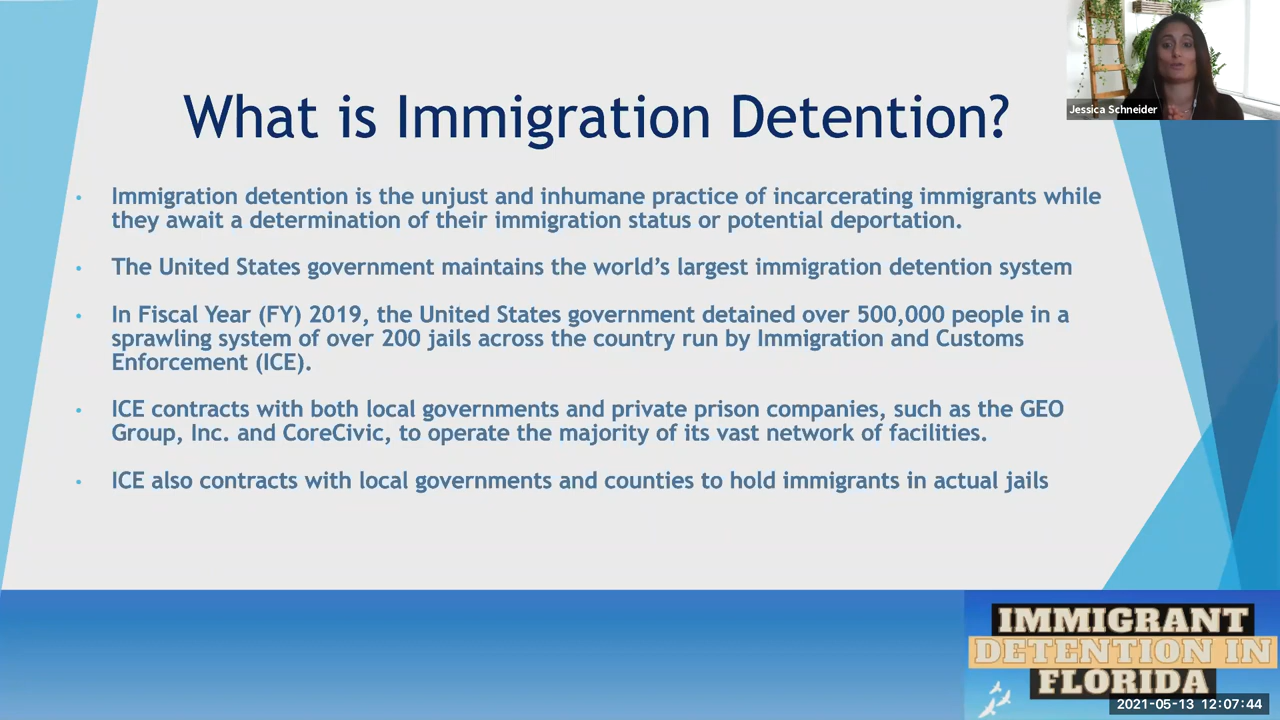 What is Immigration Detention?
Jessica Schneider
• Immigration detention is the unjust and inhumane practice of incarcerating immigrants while
they await a determination of their immigration status or potential deportation.
• The United States government maintains the world’s largest immigration detention system
• In Fiscal Year (FY) 2019, the United States government detained over 500,000 people in a
sprawling system of over 200 jails across the country run by Immigration and Customs
Enforcement (ICE).
• ICE contracts with both local governments and private prison companies, such as the GEO
Group, Inc. and CoreCivic, to operate the majority of its vast network of facilities.
• ICE also contracts with local governments and counties to hold immigrants in actual jails
IMMIGRANT
DETENTION IN
FLORIDA
2021-05-13 12:07:44